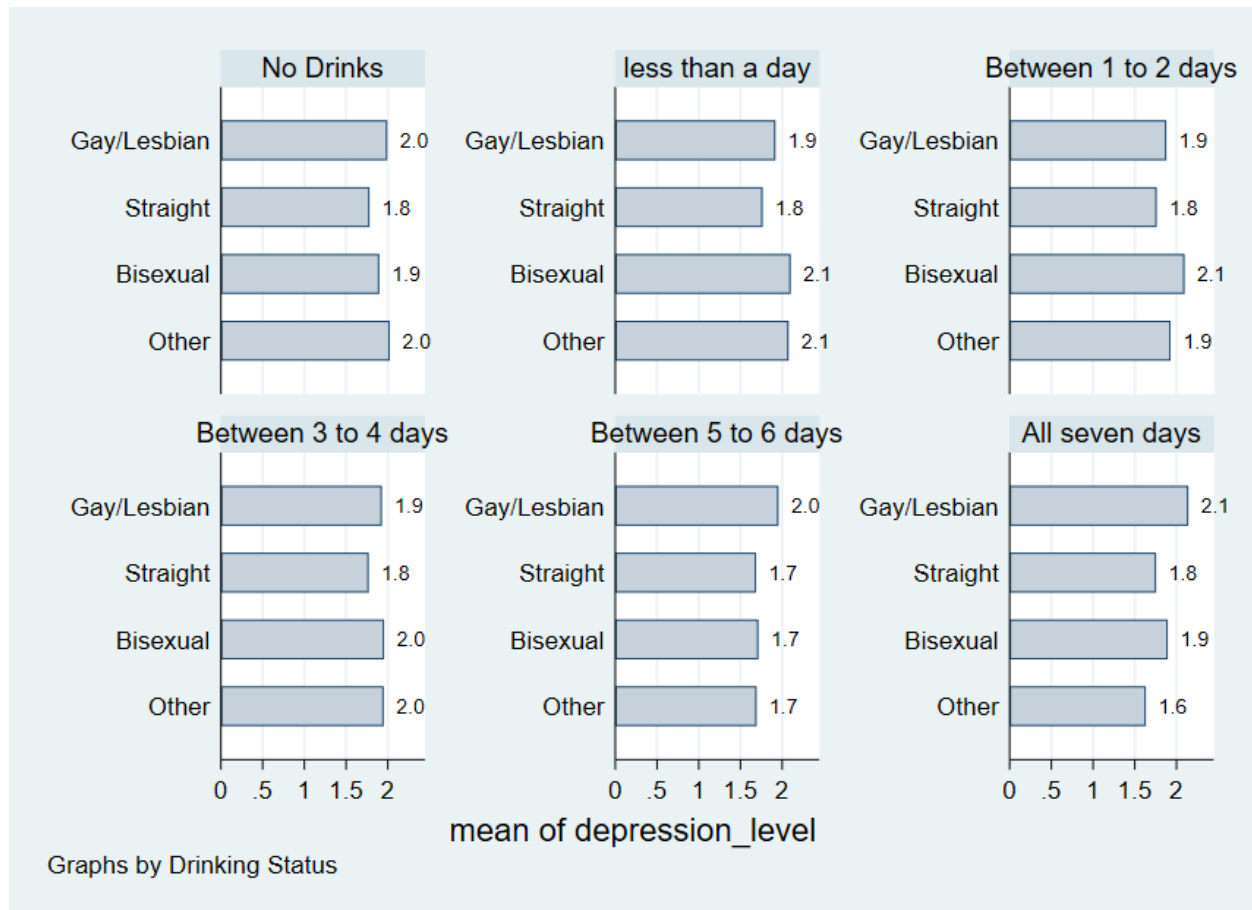 No Drinks
Gay/Lesbian 2.0
Straight 1.8
Bisexual 1.9
Other 2.0
less than a day
Gay/Lesbian 1.9
Straight 1.8
Bisexual 2.1
Other 2.1
Between 1 to 2 days
Gay/Lesbian 1.9
Straight 1.8
Bisexual 2.1
Other 1.9
Between 3 to 4 days
Gay/Lesbian 1.9
Straight 1.8
Bisexual 2.0
Other 2.0
0 .5 1 1.5 2
Between 5 to 6 days
Gay/Lesbian 2.0
Straight 1.7
Bisexual 1.7
Other 1.7
0 .5 1 1.5 2
All seven days
Gay/Lesbian 2.1
Straight 1.8
Bisexual 1.9
Other 1.6
0 .5 1 1.5 2
mean of depression_level
Graphs by Drinking Status